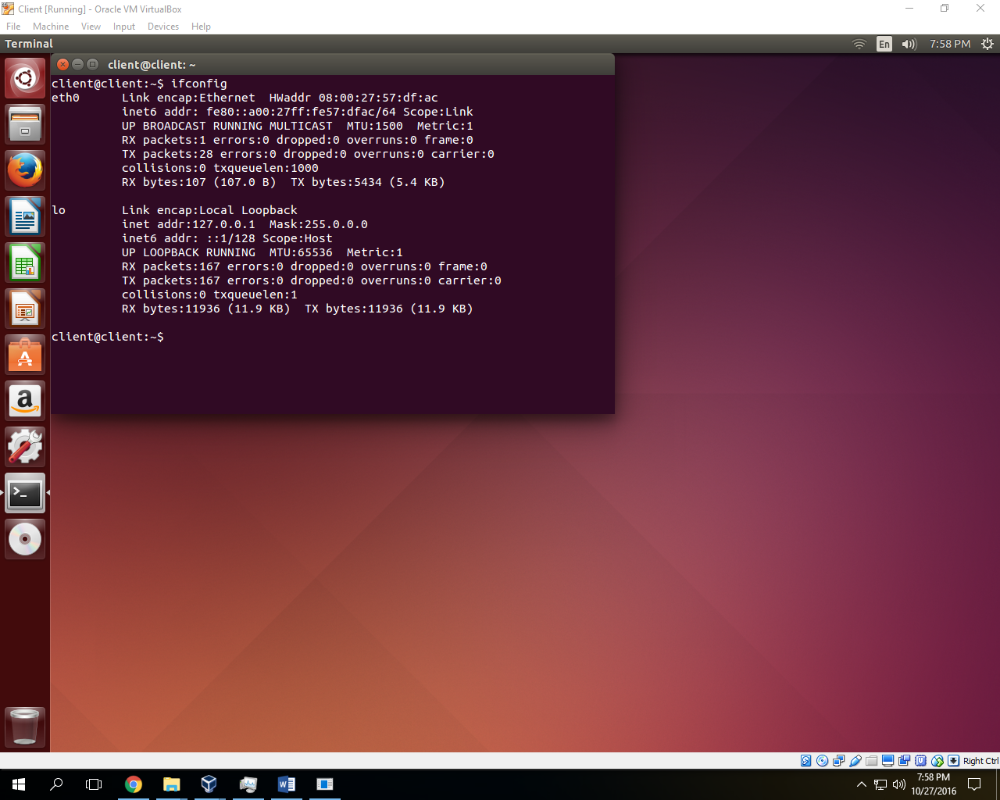 Client [Running] - Oracle VM VirtualBox
File Machine View Input Devices Help
Terminal
En
7:58 PM
client@client: ~
client@client:~$ ifconfig
eth0 Link encap:Ethernet HWaddr 08:00:27:57:df:ac
inet6 addr: fe80::a00:27ff:fe57:dfac/64 Scope:Link
UP BROADCAST RUNNING MULTICAST MTU:1500 Metric:1
RX packets:1 errors:0 dropped:0 overruns:0 frame:0
TX packets:28 errors:0 dropped:0 overruns:0 carrier:0
collisions:0 txqueuelen:1000
RX bytes:107 (107.0 B) TX bytes:5434 (5.4 KB)
lo Link encap:Local Loopback
inet addr:127.0.0.1 Mask:255.0.0.0
inet6 addr: ::1/128 Scope:Host
UP LOOPBACK RUNNING MTU:65536 Metric:1
RX packets:167 errors:0 dropped:0 overruns:0 frame:0
TX packets:167 errors:0 dropped:0 overruns:0 carrier:0
collisions:0 txqueuelen:1
RX bytes:11936 (11.9 KB) TX bytes:11936 (11.9 KB)
client@client:~$
Right Ctrl
7:58 PM
10/27/2016